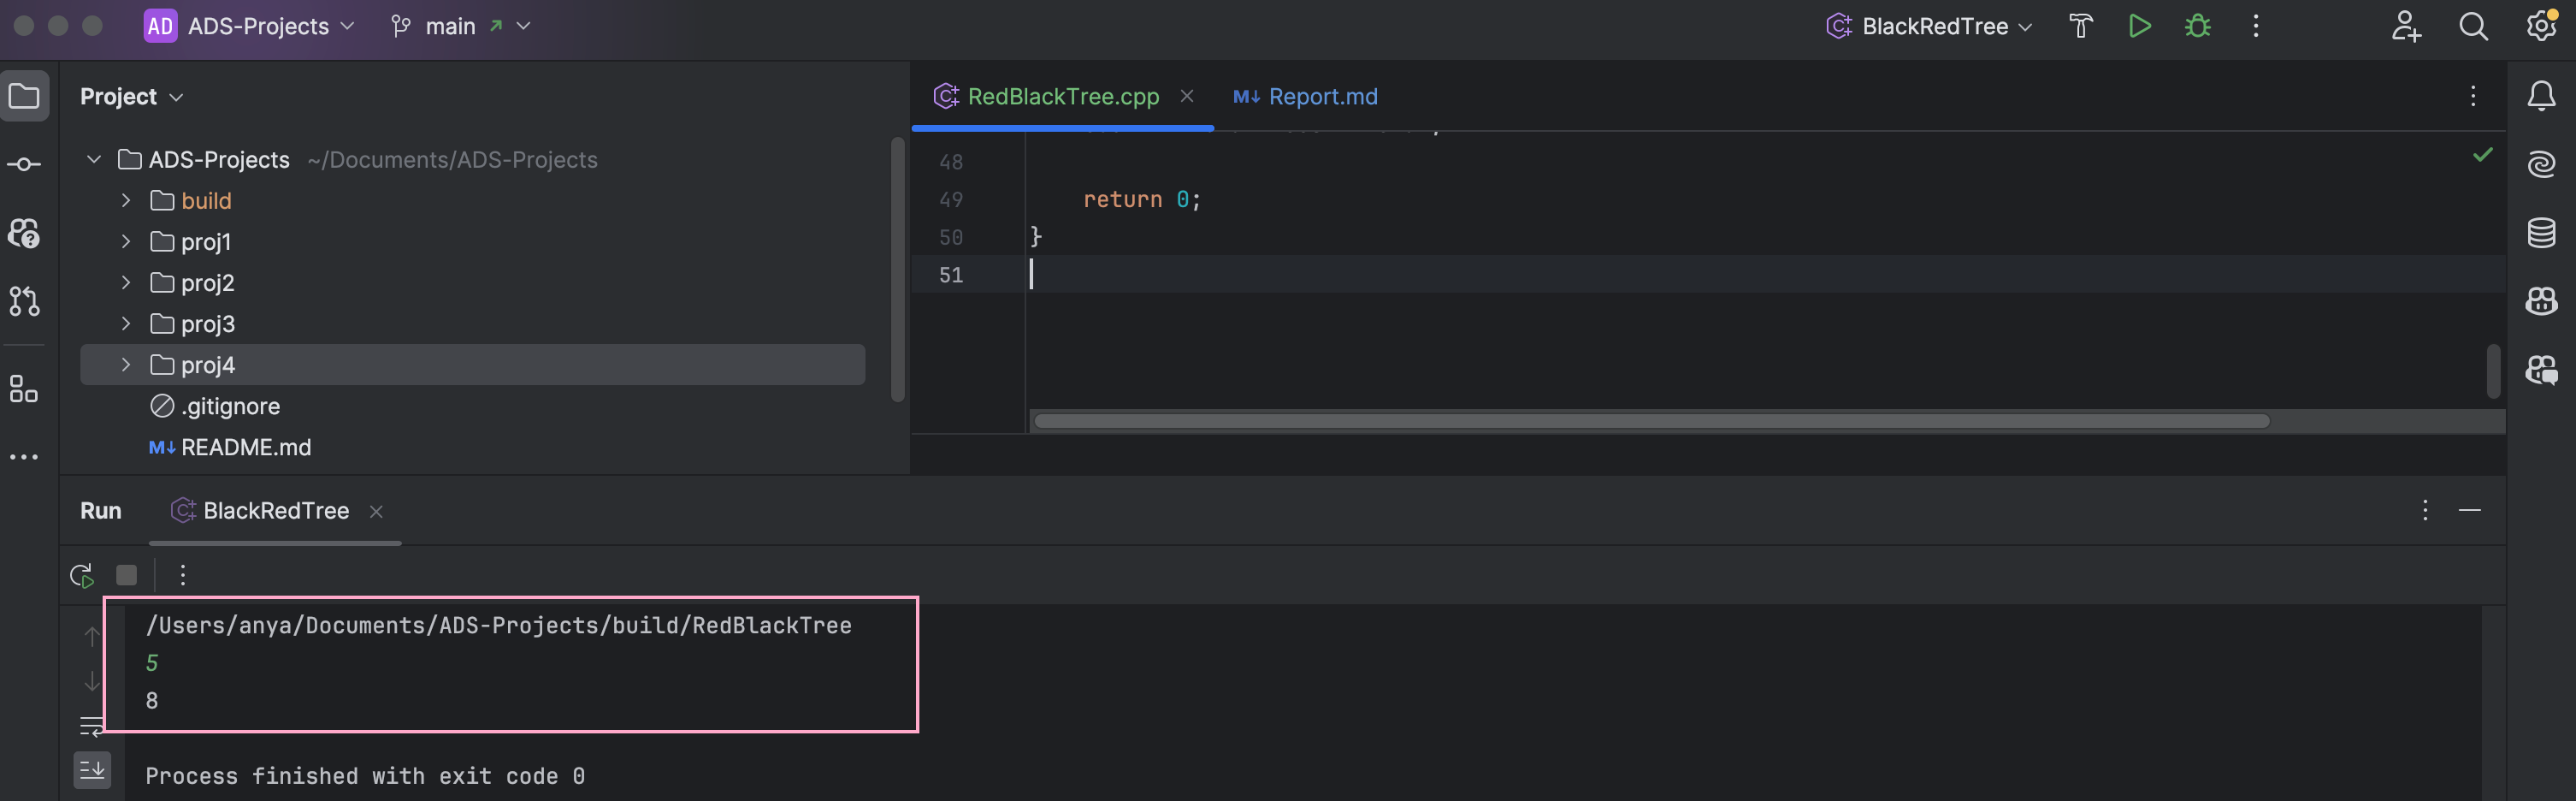 AD ADS-Projects main BlackRedTree
Project
RedBlackTree.cpp
Report.md
ADS-Projects ~/Documents/ADS-Projects
build
proj1
proj2
proj3
proj4
.gitignore
README.md
48
49 return 0;
50 }
51
Run BlackRedTree
/Users/anya/Documents/ADS-Projects/build/RedBlackTree
5
8
Process finished with exit code 0